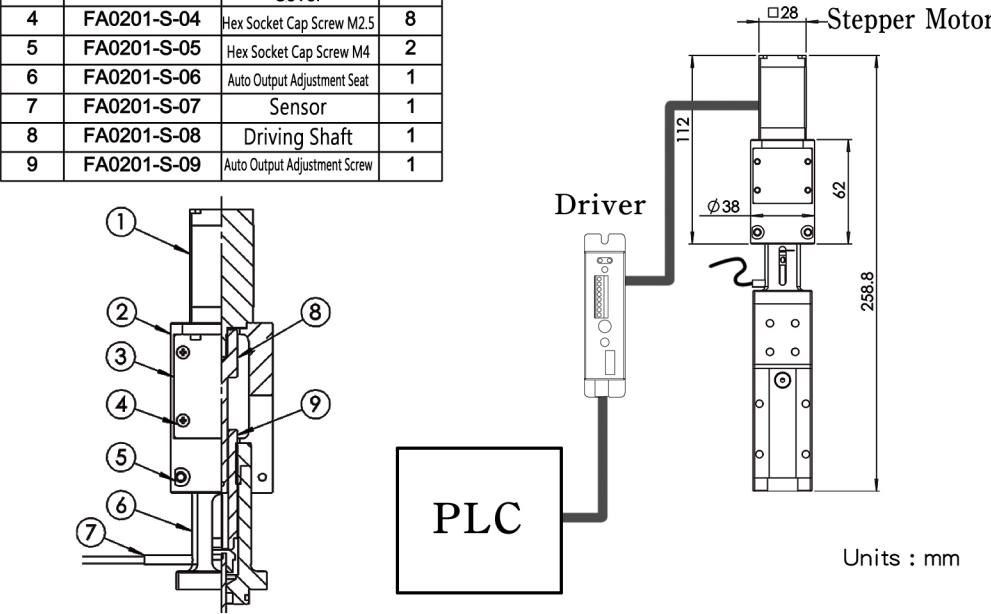 4 FA0201-S-04 Hex Socket Cap Screw M2.5 8
5 FA0201-S-05 Hex Socket Cap Screw M4 2
6 FA0201-S-06 Auto Output Adjustment Seat 1
7 FA0201-S-07 Sensor 1
8 FA0201-S-08 Driving Shaft 1
9 FA0201-S-09 Auto Output Adjustment Screw 1
1
2
3
4
5
6
7
8
9
□28
Stepper Motor
112
Ø38
62
258.8
Driver
PLC
Units : mm